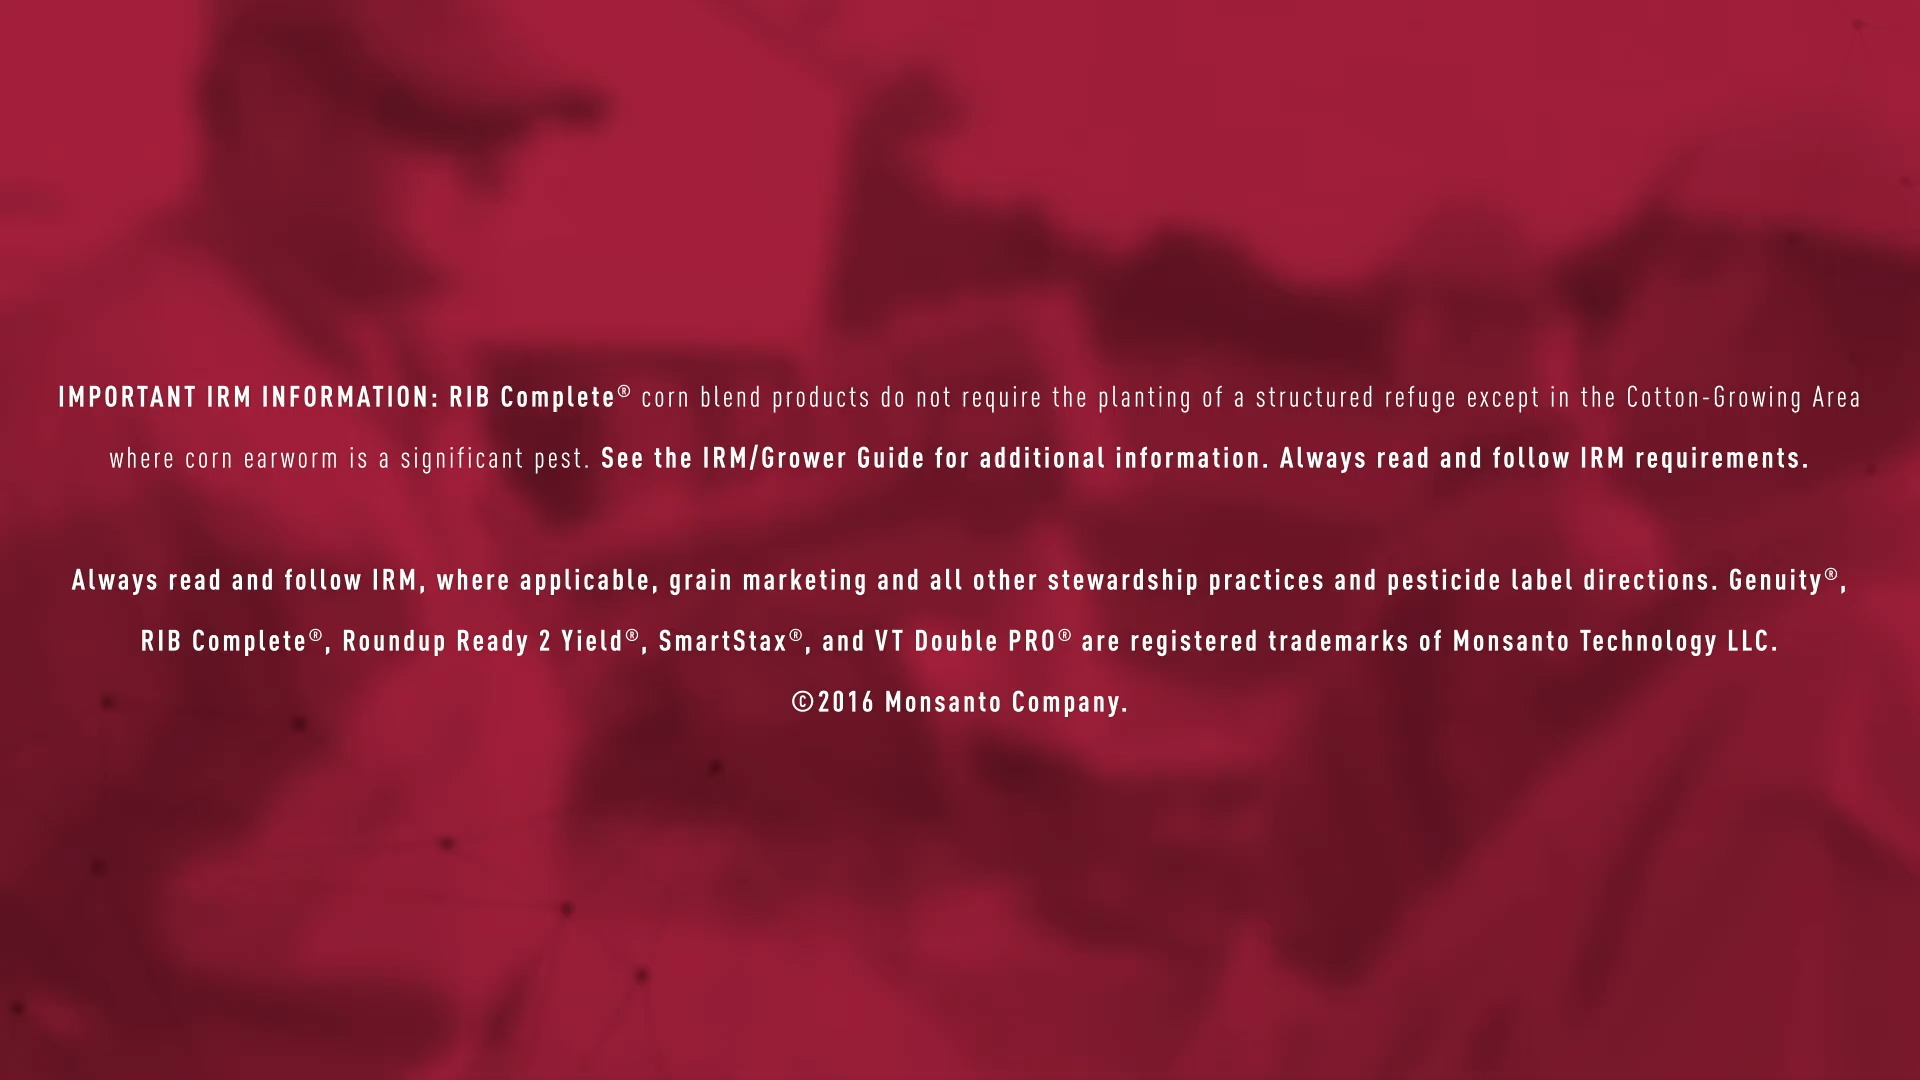 IMPORTANT IRM INFORMATION: RIB Complete® corn blend products do not require the planting of a structured refuge except in the Cotton-Growing Area
where corn earworm is a significant pest. See the IRM/Grower Guide for additional information. Always read and follow IRM requirements.
Always read and follow IRM, where applicable, grain marketing and all other stewardship practices and pesticide label directions. Genuity®,
RIB Complete®, Roundup Ready 2 Yield®, SmartStax®, and VT Double PRO® are registered trademarks of Monsanto Technology LLC.
©2016 Monsanto Company.